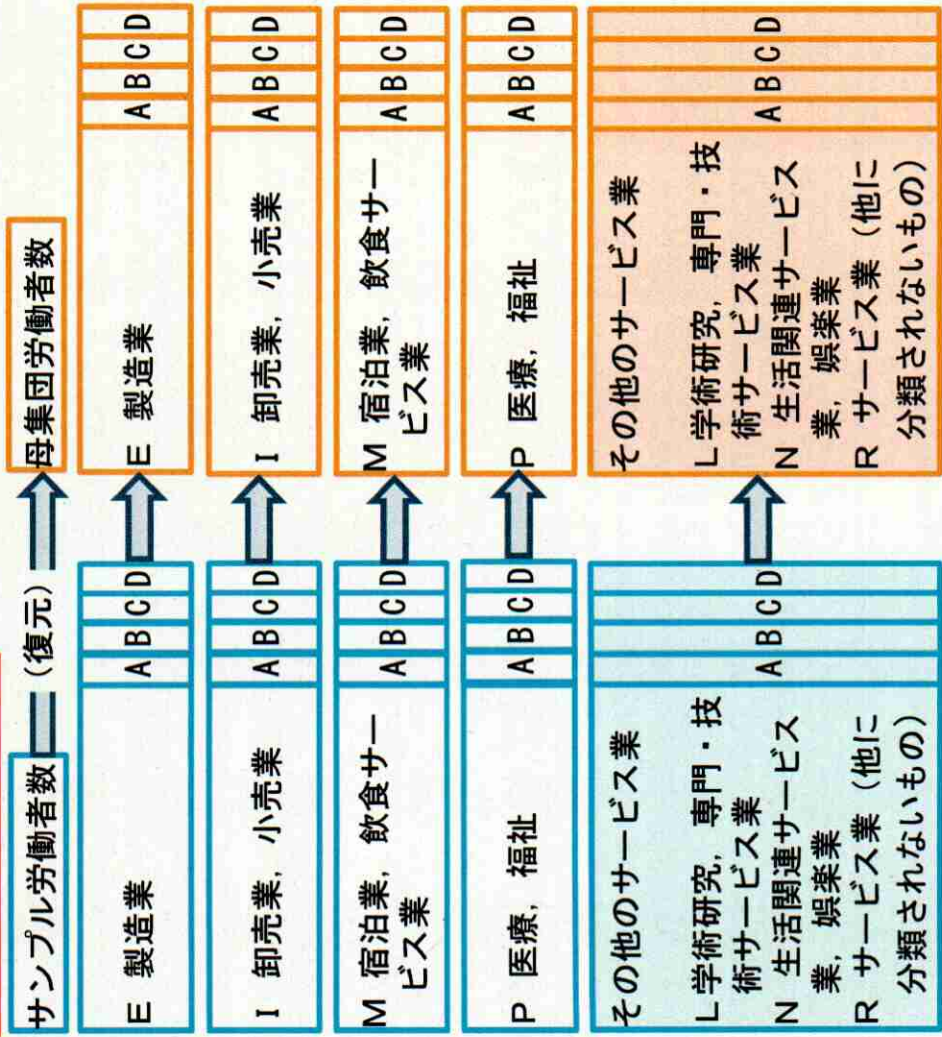 サンプル労働者数 (復元) 母集団労働者数
E 製造業 A B C D
E 製造業 A B C D
I 卸売業，小売業 A B C D
I 卸売業，小売業 A B C D
M 宿泊業，飲食サー
ビス業
A B C D
M 宿泊業，飲食サー
ビス業
A B C D
P 医療，福祉 A B C D
P 医療，福祉 A B C D
その他のサービス業
L学術研究，専門・技
術サービス業
N 生活関連サービス
業，娯楽業
R サービス業（他に
分類されないもの）
A B C D
その他のサービス業
L学術研究，専門・技
術サービス業
N 生活関連サービス
業，娯楽業
R サービス業（他に
分類されないもの）
A B C D